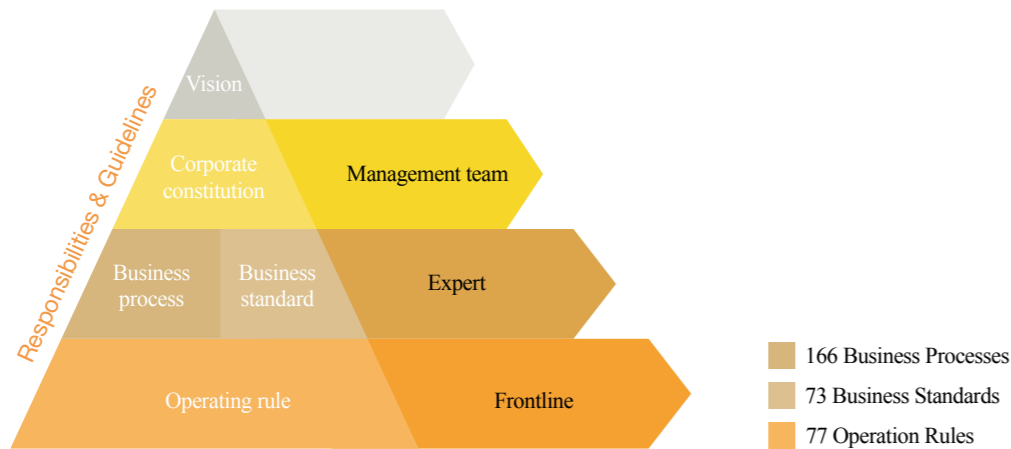 Responsibilities & Guidelines
Vision
Corporate
constitution
Management team
Business
process
Business
standard
Expert
Operating rule
Frontline
166 Business Processes
73 Business Standards
77 Operation Rules